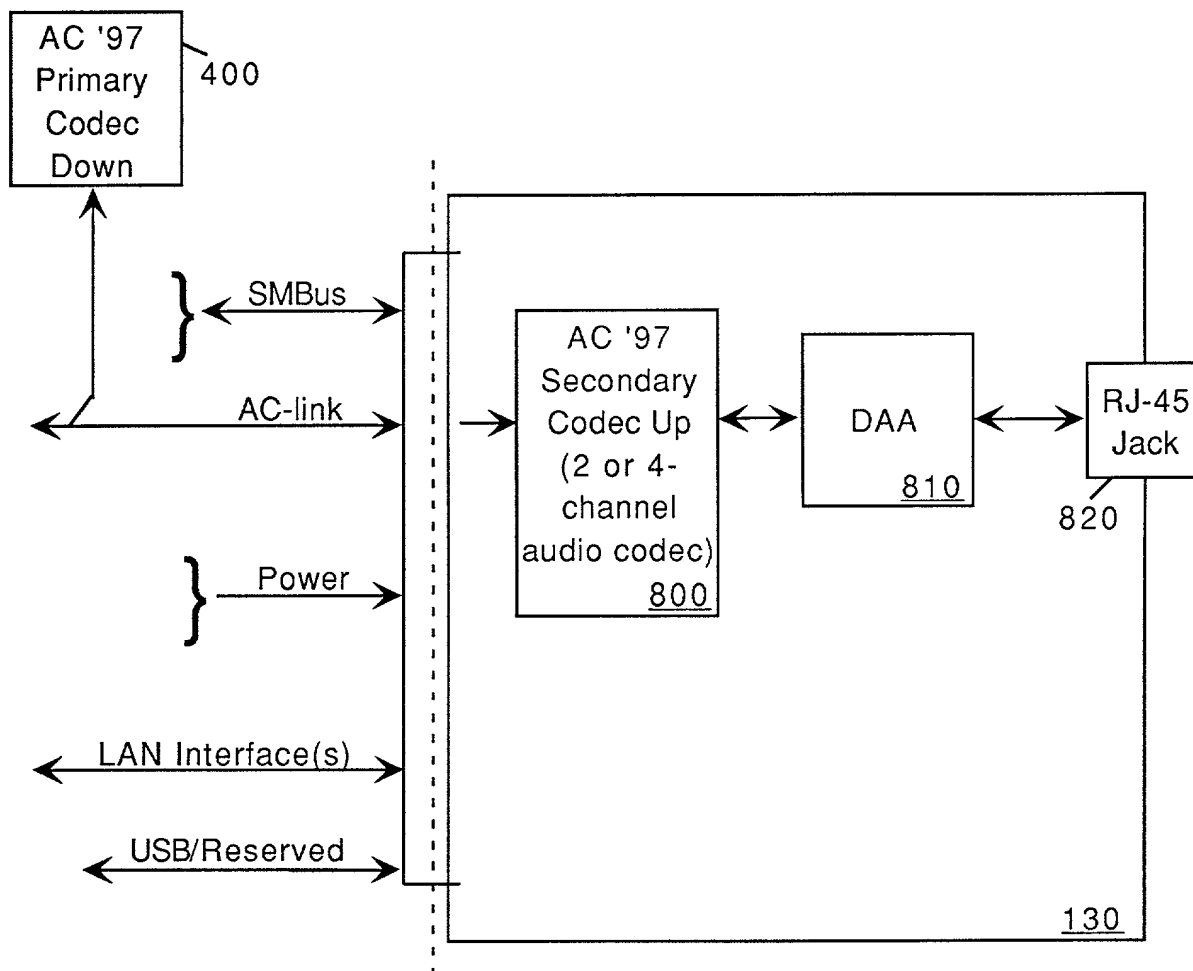 AC '97
Primary
Codec
Down
400
SMBus
AC-link
Power
LAN Interface(s)
USB/Reserved
AC '97
Secondary
Codec Up
(2 or 4-
channel
audio codec)
800
DAA
810
RJ-45
Jack
820
130